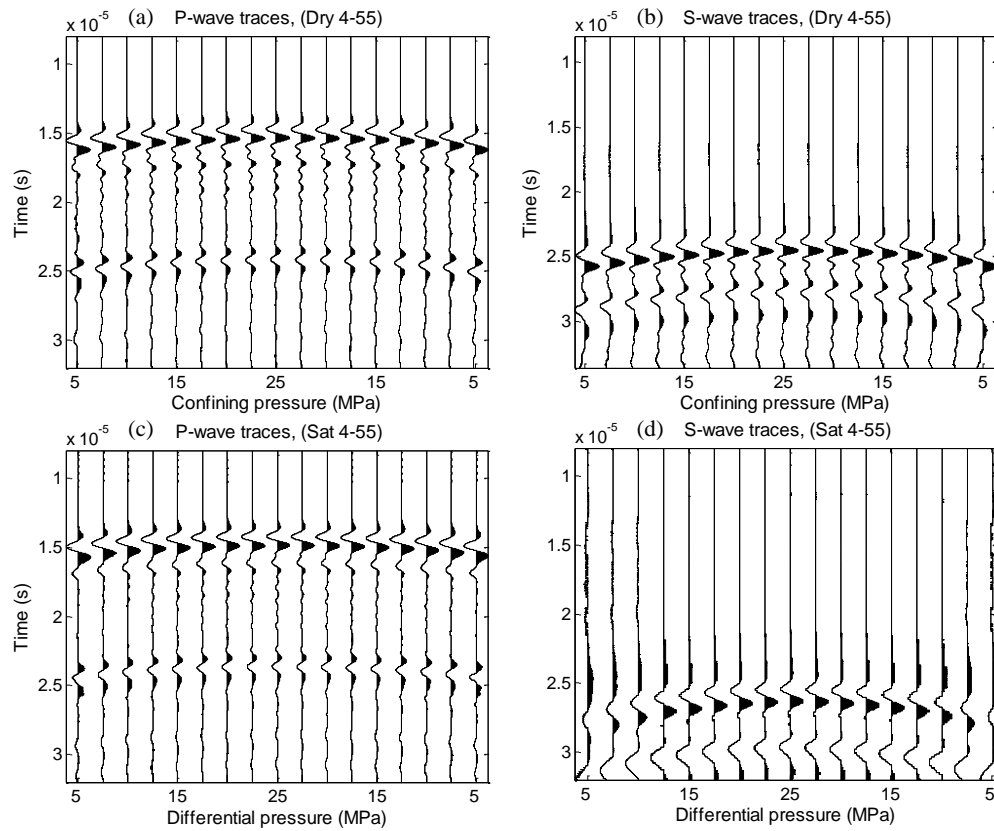 (a) P-wave traces, (Dry 4-55)
x 10-5
1
1.5
2
2.5
3
Time (s)
5 15 25 15 5
Confining pressure (MPa)
(b) S-wave traces, (Dry 4-55)
x 10-5
1
1.5
2
2.5
3
Time (s)
5 15 25 15 5
Confining pressure (MPa)
(c) P-wave traces, (Sat 4-55)
x 10-5
1
1.5
2
2.5
3
Time (s)
5 15 25 15 5
Differential pressure (MPa)
(d) S-wave traces, (Sat 4-55)
x 10-5
1
1.5
2
2.5
3
Time (s)
5 15 25 15 5
Differential pressure (MPa)